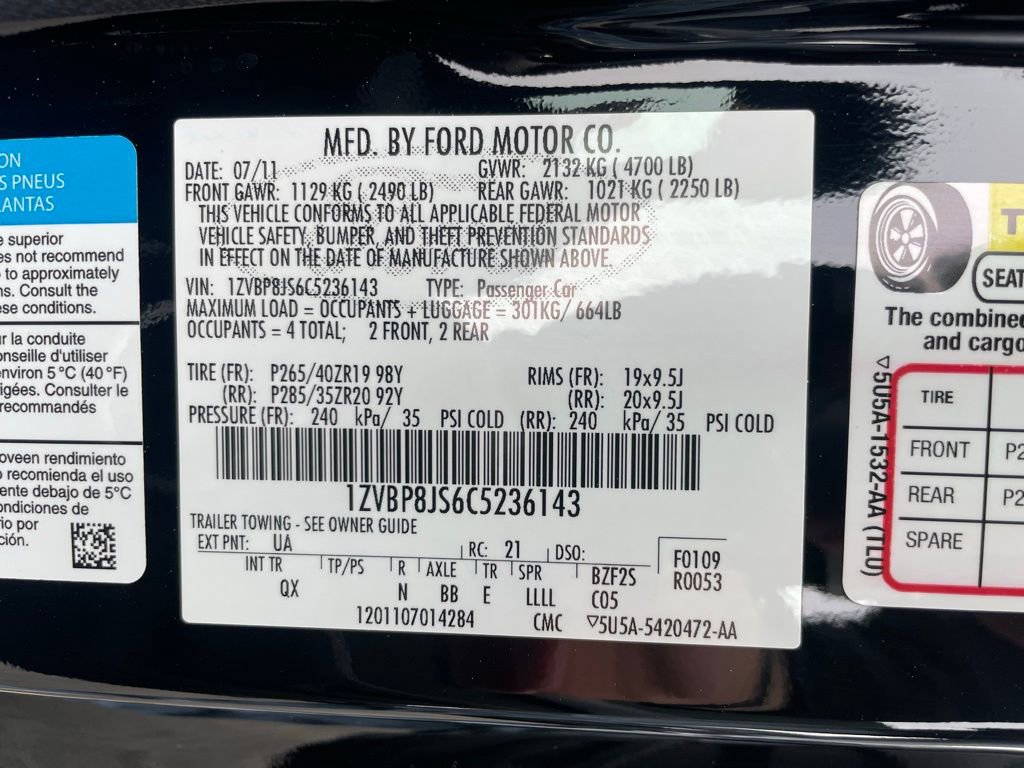 ON
S PNEUS
LANTAS
e superior
es not recommend
to approximately
ns. Consult the
ese conditions.
r la conduite
onseille d'utiliser
environ 5 °C (40 °F)
igées. Consulter le
recommandés
oveen rendimiento
recomienda el uso
ente debajo de 5°C
ondiciones de
rio por
ción.
MFD. BY FORD MOTOR CO.
DATE: 07/11 GVWR: 2132 KG ( 4700 LB)
FRONT GAWR: 1129 KG ( 2490 LB) REAR GAWR: 1021 KG ( 2250 LB)
THIS VEHICLE CONFORMS TO ALL APPLICABLE FEDERAL MOTOR
VEHICLE SAFETY, BUMPER, AND THEFT PREVENTION STANDARDS
IN EFFECT ON THE DATE OF MANUFACTURE SHOWN ABOVE.
VIN: 1ZVBP8JS6C5236143 TYPE: Passenger Car
MAXIMUM LOAD = OCCUPANTS + LUGGAGE = 301KG/ 664LB
OCCUPANTS = 4 TOTAL; 2 FRONT, 2 REAR
TIRE (FR): P265/40ZR19 98Y RIMS (FR): 19x9.5J
(RR): P285/35ZR20 92Y (RR): 20x9.5J
PRESSURE (FR): 240 kPa/ 35 PSI COLD (RR): 240 kPa/ 35 PSI COLD
1ZVBP8JS6C5236143
TRAILER TOWING - SEE OWNER GUIDE
EXT PNT: UA RC: 21 DSO: F0109
INT TR TP/PS R AXLE TR SPR BZF2S R0053
QX N BB E LLLL C05
1201107014284 CMC ▽5U5A-5420472-AA
T
SEAT
The combine
and cargo
▽5U5A-1532-AA (TLU)
TIRE
FRONT P2
REAR P2
SPARE